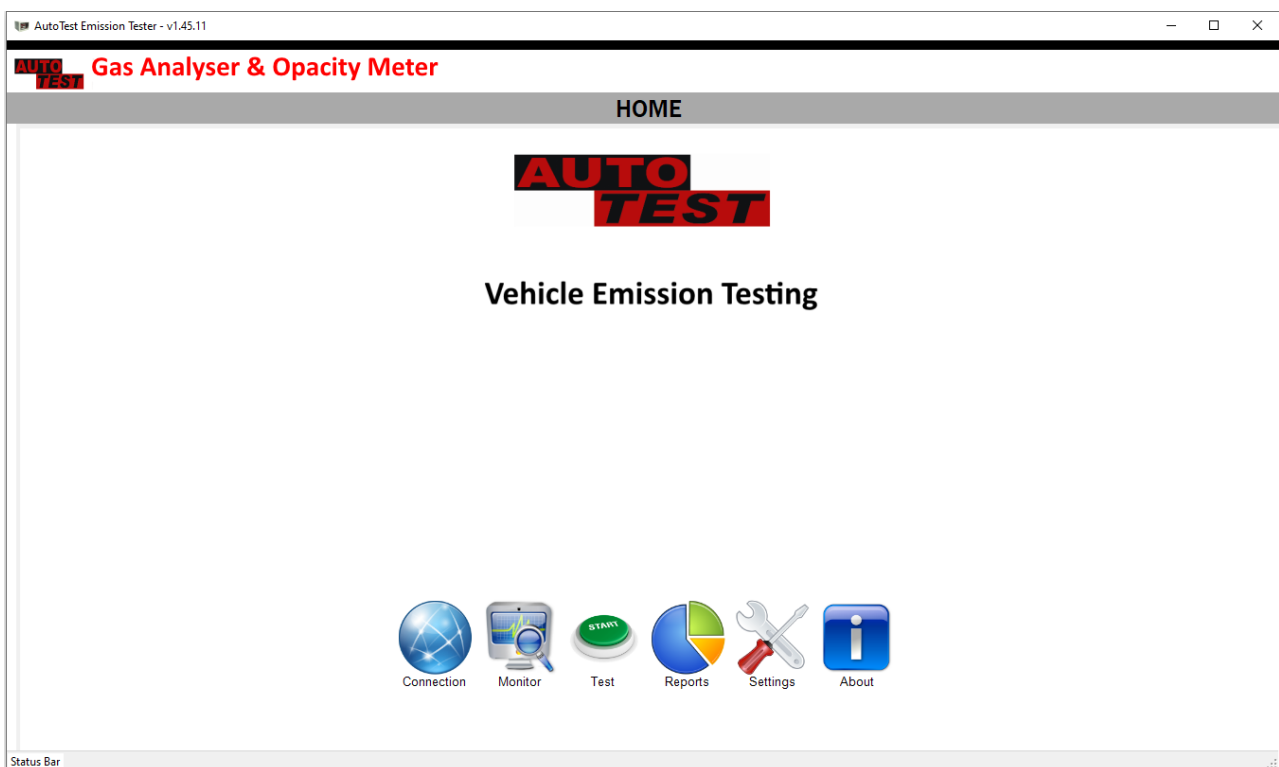 AutoTest Emission Tester - v1.45.11
AUTO
TEST
Gas Analyser & Opacity Meter
HOME
AUTO
TEST
Vehicle Emission Testing
START
Connection Monitor Test Reports Settings About
Status Bar